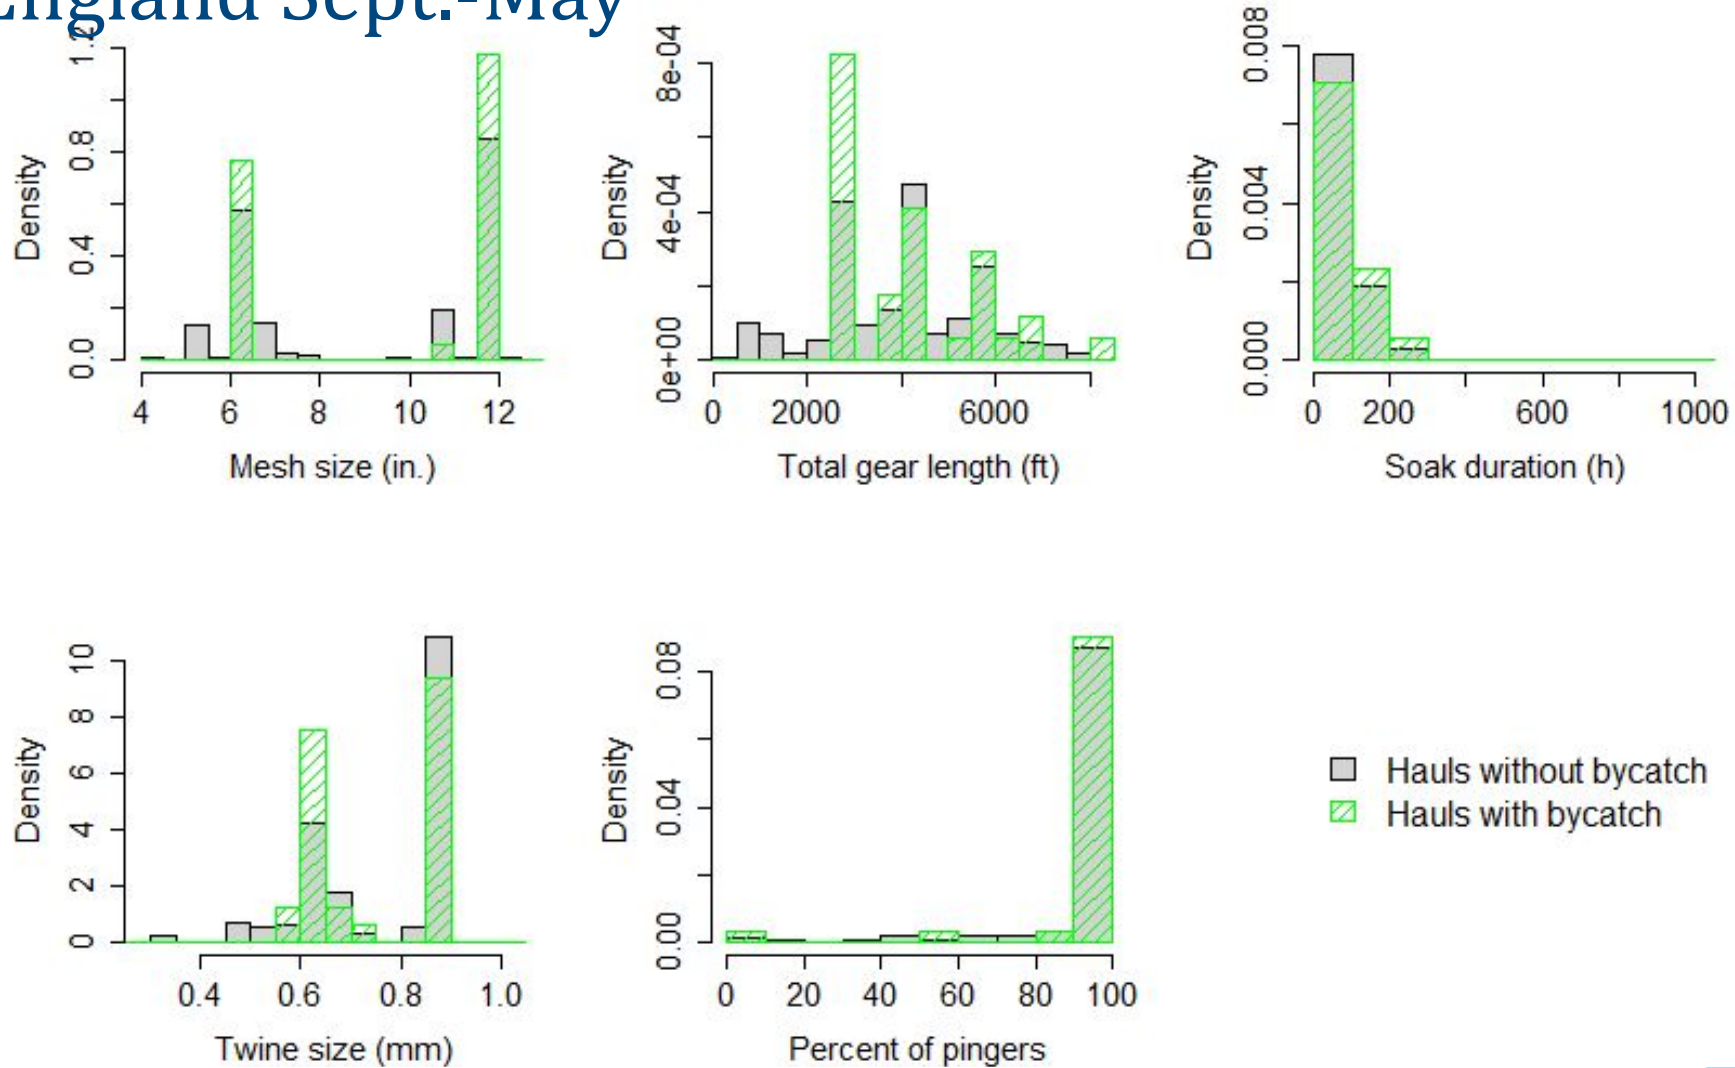 England Sept.-May
Density
0.0 0.4 0.8 1.2
4 6 8 10 12
Mesh size (in.)
Density
0e+00 4e-04 8e-04
0 2000 6000
Total gear length (ft)
Density
0.000 0.004 0.008
0 200 600 1000
Soak duration (h)
Density
0 2 4 6 8 10
0.4 0.6 0.8 1.0
Twine size (mm)
Density
0.00 0.04 0.08
0 20 40 60 80 100
Percent of pingers
Hauls without bycatch
Hauls with bycatch